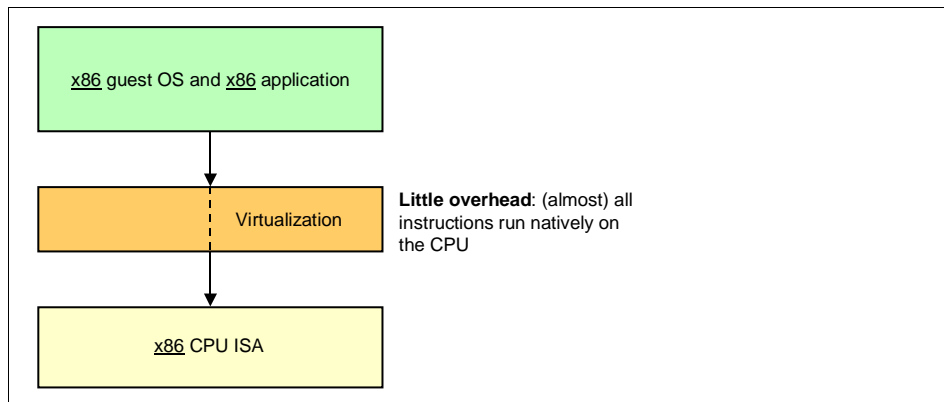 x86 guest OS and x86 application
Virtualization
Little overhead: (almost) all
instructions run natively on
the CPU
x86 CPU ISA